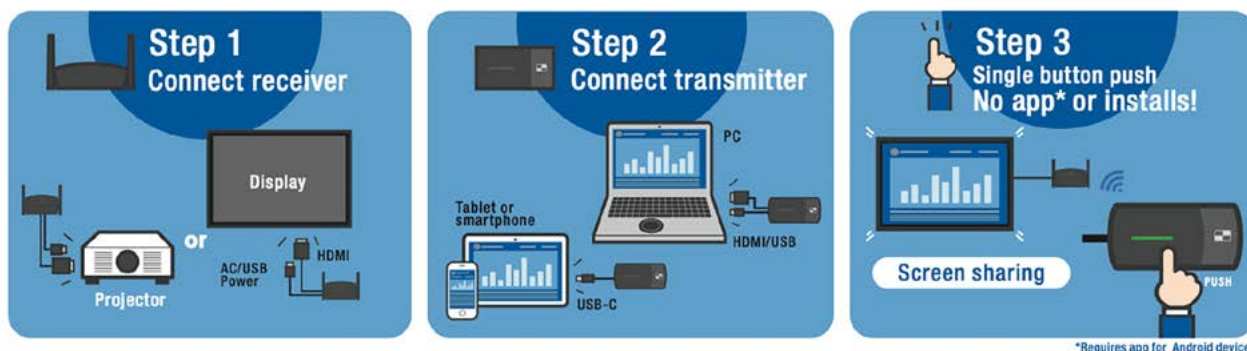 Step 1
Connect receiver
Display
or
Projector
AC/USB
Power
HDMI
Step 2
Connect transmitter
PC
HDMI/USB
Tablet or
smartphone
USB-C
Step 3
Single button push
No app* or installs!
Screen sharing
PUSH
*Requires app for Android device